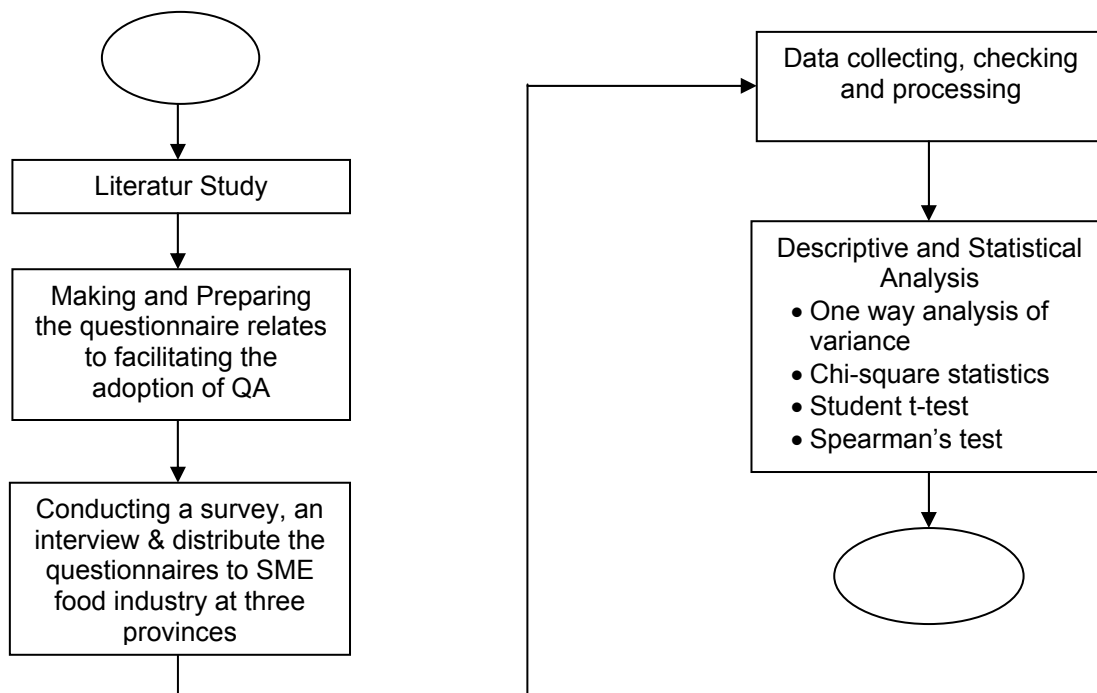 Literatur Study
Making and Preparing
the questionnaire relates
to facilitating the
adoption of QA
Conducting a survey, an
interview & distribute the
questionnaires to SME
food industry at three
provinces
Data collecting, checking
and processing
Descriptive and Statistical
Analysis
• One way analysis of
variance
• Chi-square statistics
• Student t-test
• Spearman’s test